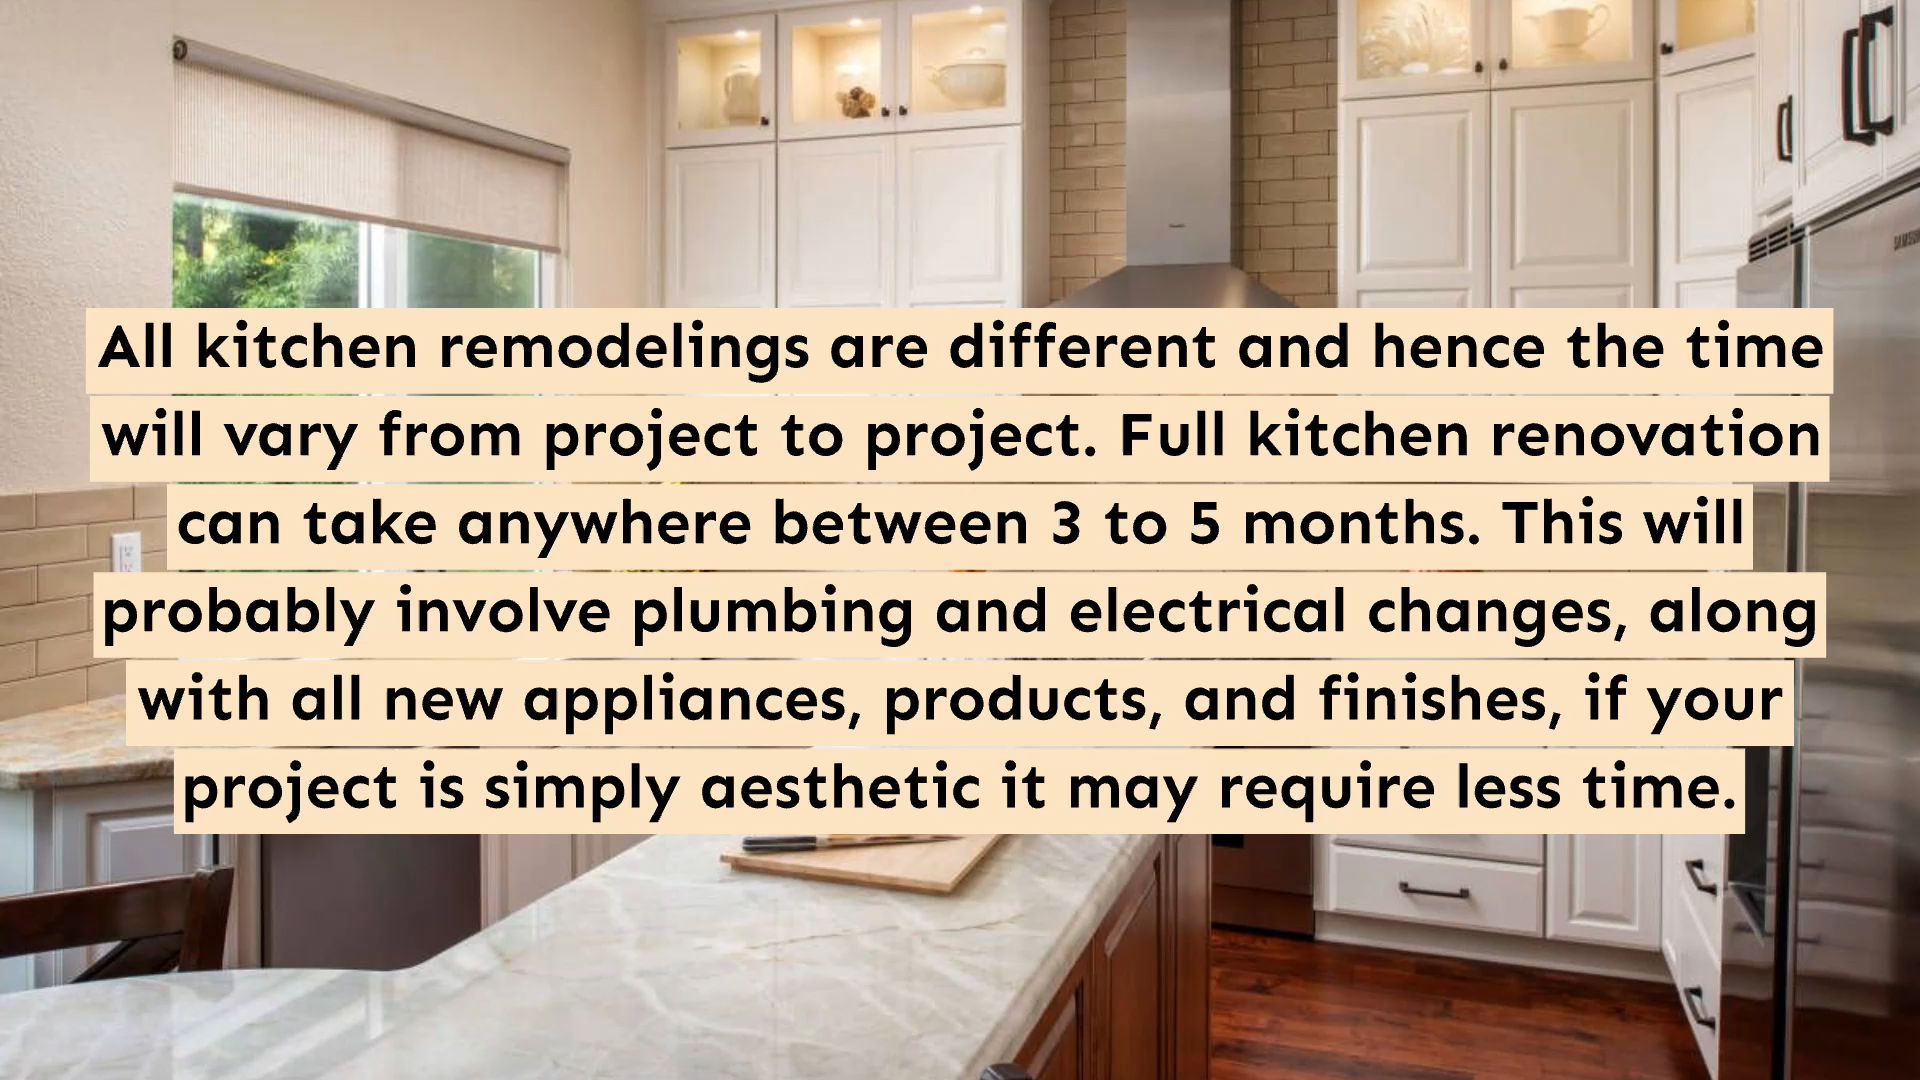 All kitchen remodelings are different and hence the time
will vary from project to project. Full kitchen renovation
can take anywhere between 3 to 5 months. This will
probably involve plumbing and electrical changes, along
with all new appliances, products, and finishes, if your
project is simply aesthetic it may require less time.